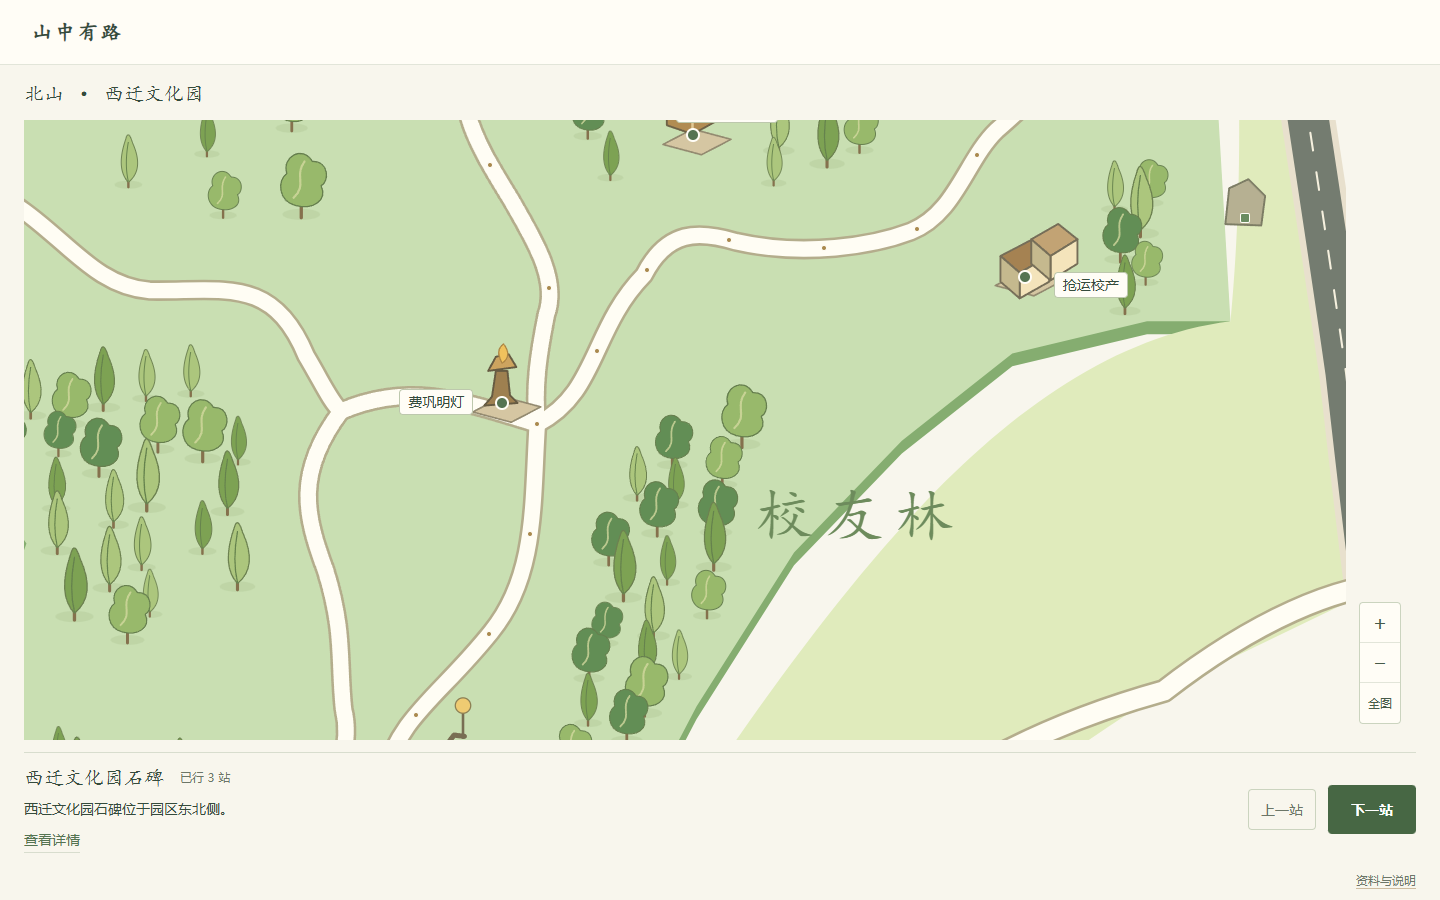 山中有路
北山 • 西迁文化园
抢运校产
费巩明灯
校友林
+
−
全图
西迁文化园石碑 已行 3 站
西迁文化园石碑位于园区东北侧。
查看详情
上一站
下一站
资料与说明